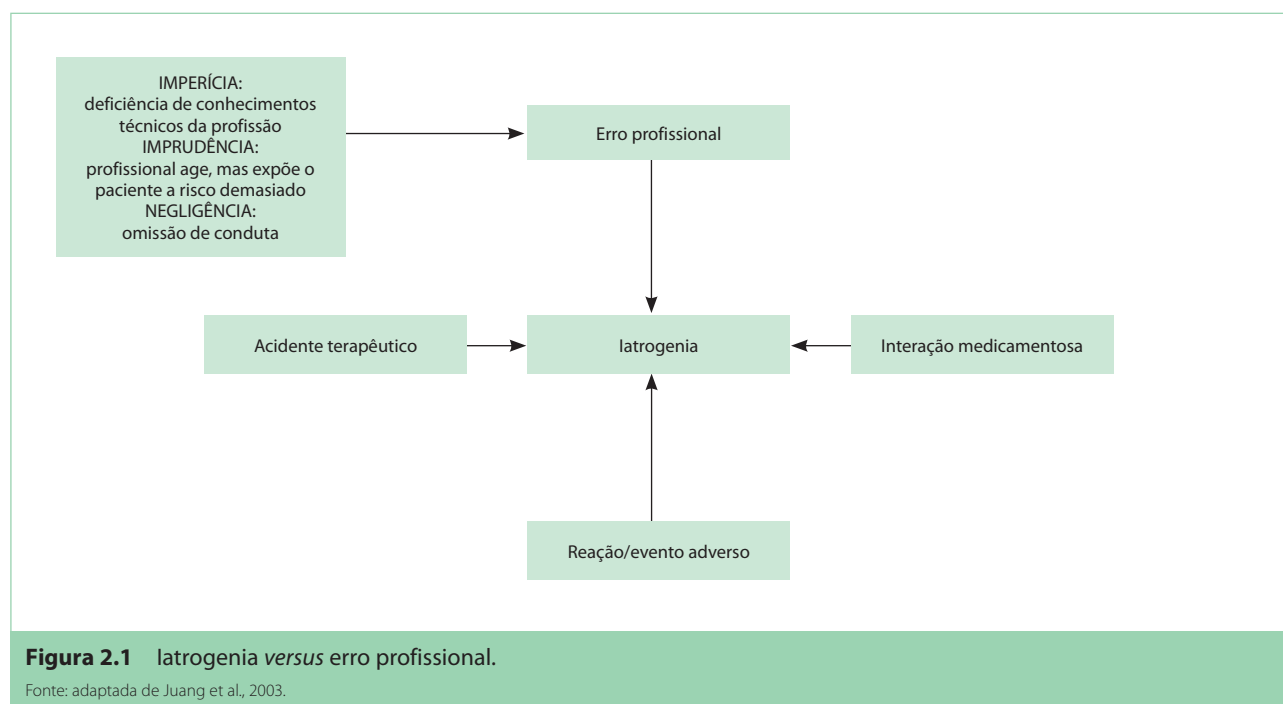 IMPERÍCIA:
deficiência de conhecimentos
técnicos da profissão
IMPRUDÊNCIA:
profissional age, mas expõe o
paciente a risco demasiado
NEGLIGÊNCIA:
omissão de conduta
Erro profissional
Acidente terapêutico
Iatrogenia
Interação medicamentosa
Reação/evento adverso
Figura 2.1 Iatrogenia versus erro profissional.
Fonte: adaptada de Juang et al., 2003.